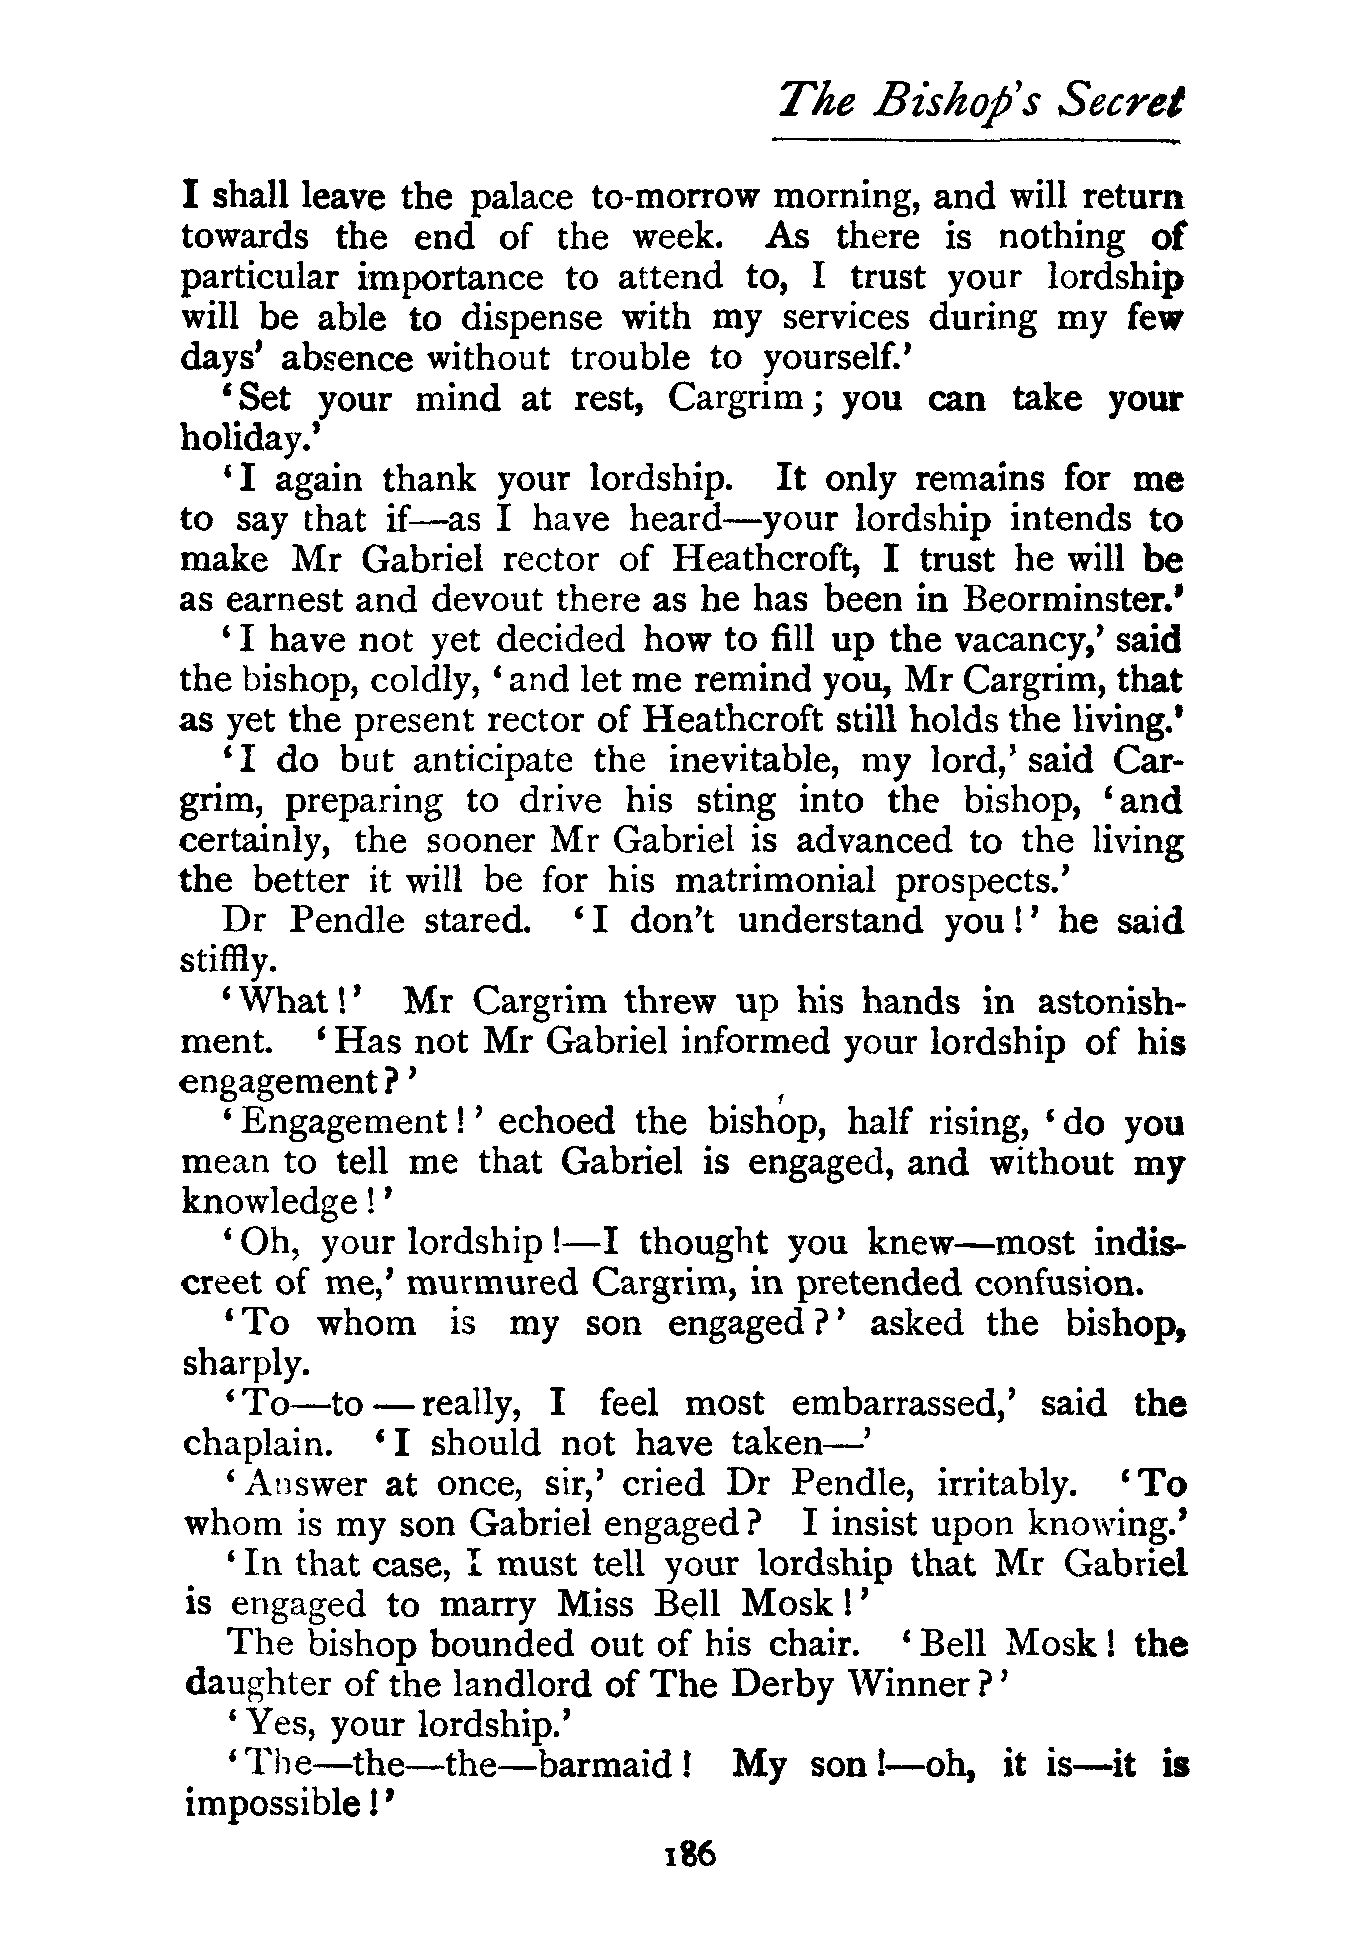 The Bishop's Secret
I shall leave the palace to-morrow morning, and will return
towards the end of the week. As there is nothing of
particular importance to attend to, I trust your lordship
will be able to dispense with my services during my few
days' absence without trouble to yourself.'
'Set your mind at rest, Cargrim; you can take your
holiday.'
'I again thank your lordship. It only remains for me
to say that if—as I have heard—your lordship intends to
make Mr Gabriel rector of Heathcroft, I trust he will be
as earnest and devout there as he has been in Beorminster.'
'I have not yet decided how to fill up the vacancy,' said
the bishop, coldly, 'and let me remind you, Mr Cargrim, that
as yet the present rector of Heathcroft still holds the living.'
'I do but anticipate the inevitable, my lord,' said Car-
grim, preparing to drive his sting into the bishop, 'and
certainly, the sooner Mr Gabriel is advanced to the living
the better it will be for his matrimonial prospects.'
Dr Pendle stared. 'I don't understand you!' he said
stiffly.
'What!' Mr Cargrim threw up his hands in astonish-
ment. 'Has not Mr Gabriel informed your lordship of his
engagement?'
'Engagement!' echoed the bishop, half rising, 'do you
mean to tell me that Gabriel is engaged, and without my
knowledge!'
'Oh, your lordship!—I thought you knew—most indis-
creet of me,' murmured Cargrim, in pretended confusion.
'To whom is my son engaged?' asked the bishop,
sharply.
'To—to—really, I feel most embarrassed,' said the
chaplain. 'I should not have taken—'
'Answer at once, sir,' cried Dr Pendle, irritably. 'To
whom is my son Gabriel engaged? I insist upon knowing.'
'In that case, I must tell your lordship that Mr Gabriel
is engaged to marry Miss Bell Mosk!'
The bishop bounded out of his chair. 'Bell Mosk! the
daughter of the landlord of The Derby Winner?'
'Yes, your lordship.'
'The—the—the—barmaid! My son!—oh, it is—it is
impossible!'
186